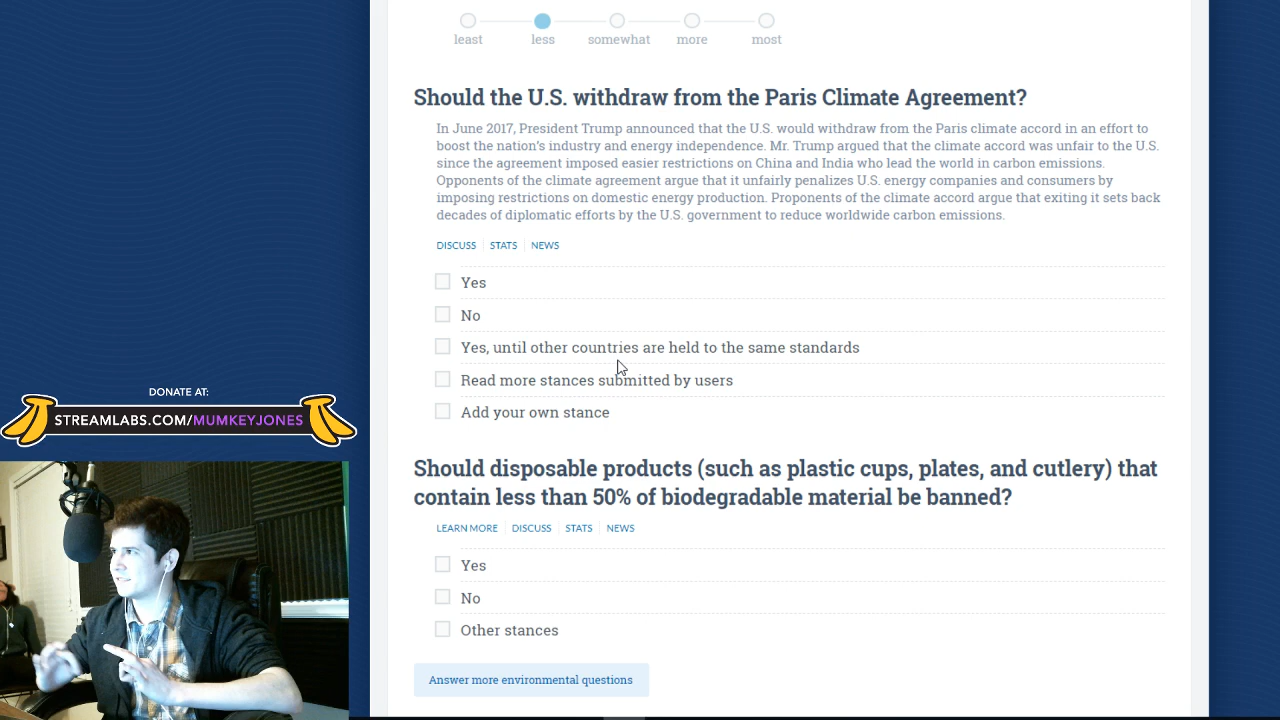 least less somewhat more most
Should the U.S. withdraw from the Paris Climate Agreement?
In June 2017, President Trump announced that the U.S. would withdraw from the Paris climate accord in an effort to
boost the nation's industry and energy independence. Mr. Trump argued that the climate accord was unfair to the U.S.
since the agreement imposed easier restrictions on China and India who lead the world in carbon emissions.
Opponents of the climate agreement argue that it unfairly penalizes U.S. energy companies and consumers by
imposing restrictions on domestic energy production. Proponents of the climate accord argue that exiting it sets back
decades of diplomatic efforts by the U.S. government to reduce worldwide carbon emissions.
DISCUSS STATS NEWS
Yes
No
Yes, until other countries are held to the same standards
Read more stances submitted by users
Add your own stance
DONATE AT:
STREAMLABS.COM/MUMKEYJONES
Should disposable products (such as plastic cups, plates, and cutlery) that
contain less than 50% of biodegradable material be banned?
LEARN MORE DISCUSS STATS NEWS
Yes
No
Other stances
Answer more environmental questions